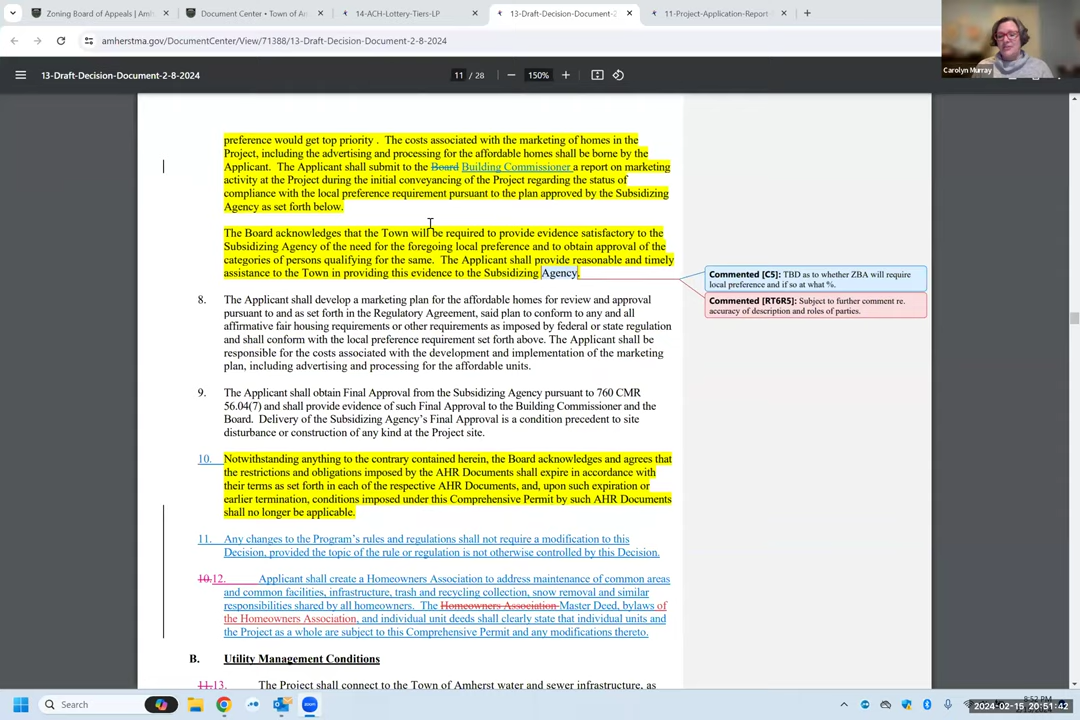 Zoning Board of Appeals | Amh
Document Center • Town of Am
14-ACH-Lottery-Tiers-LP
13-Draft-Decision-Document-2-
11-Project-Application-Report
amherstma.gov/DocumentCenter/View/71388/13-Draft-Decision-Document-2-8-2024
Carolyn Murray
13-Draft-Decision-Document-2-8-2024
11 / 28
150%
preference would get top priority . The costs associated with the marketing of homes in the
Project, including the advertising and processing for the affordable homes shall be borne by the
Applicant. The Applicant shall submit to the Board Building Commissioner a report on marketing
activity at the Project during the initial conveyancing of the Project regarding the status of
compliance with the local preference requirement pursuant to the plan approved by the Subsidizing
Agency as set forth below.
The Board acknowledges that the Town will be required to provide evidence satisfactory to the
Subsidizing Agency of the need for the foregoing local preference and to obtain approval of the
categories of persons qualifying for the same. The Applicant shall provide reasonable and timely
assistance to the Town in providing this evidence to the Subsidizing Agency.
Commented [C5]: TBD as to whether ZBA will require
local preference and if so at what %.
Commented [RT6R5]: Subject to further comment re.
accuracy of description and roles of parties.
8. The Applicant shall develop a marketing plan for the affordable homes for review and approval
pursuant to and as set forth in the Regulatory Agreement, said plan to conform to any and all
affirmative fair housing requirements or other requirements as imposed by federal or state regulation
and shall conform with the local preference requirement set forth above. The Applicant shall be
responsible for the costs associated with the development and implementation of the marketing
plan, including advertising and processing for the affordable units.
9. The Applicant shall obtain Final Approval from the Subsidizing Agency pursuant to 760 CMR
56.04(7) and shall provide evidence of such Final Approval to the Building Commissioner and the
Board. Delivery of the Subsidizing Agency's Final Approval is a condition precedent to site
disturbance or construction of any kind at the Project site.
10. Notwithstanding anything to the contrary contained herein, the Board acknowledges and agrees that
the restrictions and obligations imposed by the AHR Documents shall expire in accordance with
their terms as set forth in each of the respective AHR Documents, and, upon such expiration or
earlier termination, conditions imposed under this Comprehensive Permit by such AHR Documents
shall no longer be applicable.
11. Any changes to the Program's rules and regulations shall not require a modification to this
Decision, provided the topic of the rule or regulation is not otherwise controlled by this Decision.
10.12. Applicant shall create a Homeowners Association to address maintenance of common areas
and common facilities, infrastructure, trash and recycling collection, snow removal and similar
responsibilities shared by all homeowners. The Homeowners Association Master Deed, bylaws of
the Homeowners Association, and individual unit deeds shall clearly state that individual units and
the Project as a whole are subject to this Comprehensive Permit and any modifications thereto.
B. Utility Management Conditions
11.13. The Project shall connect to the Town of Amherst water and sewer infrastructure, as
Search
2024-02-15 20:51:42